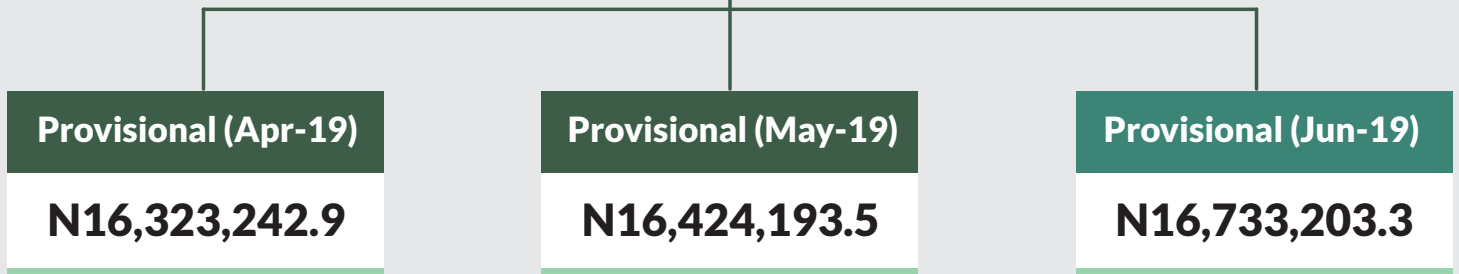 Provisional (Apr-19)
N16,323,242.9
Provisional (May-19)
N16,424,193.5
Provisional (Jun-19)
N16,733,203.3